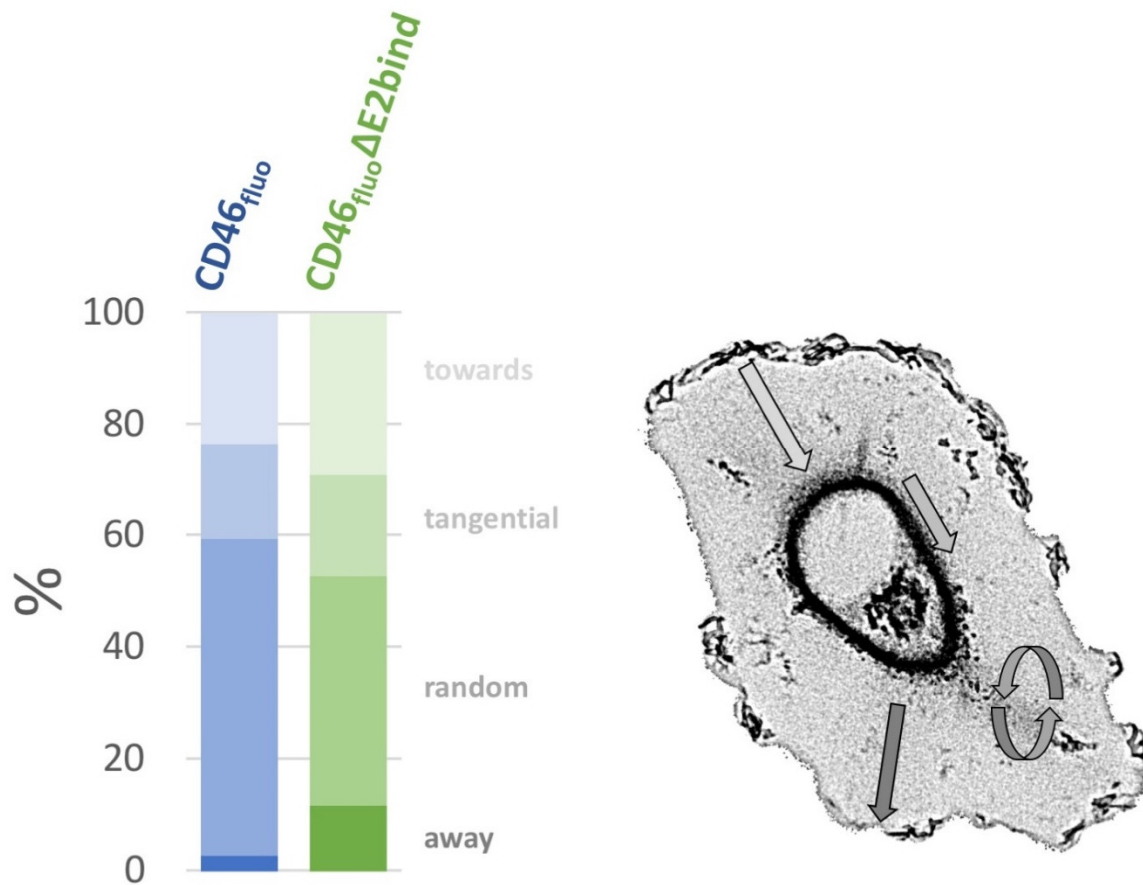 CD46fluo
CD46fluoΔE2bind
100
80
60
40
20
0
%
towards
tangential
random
away